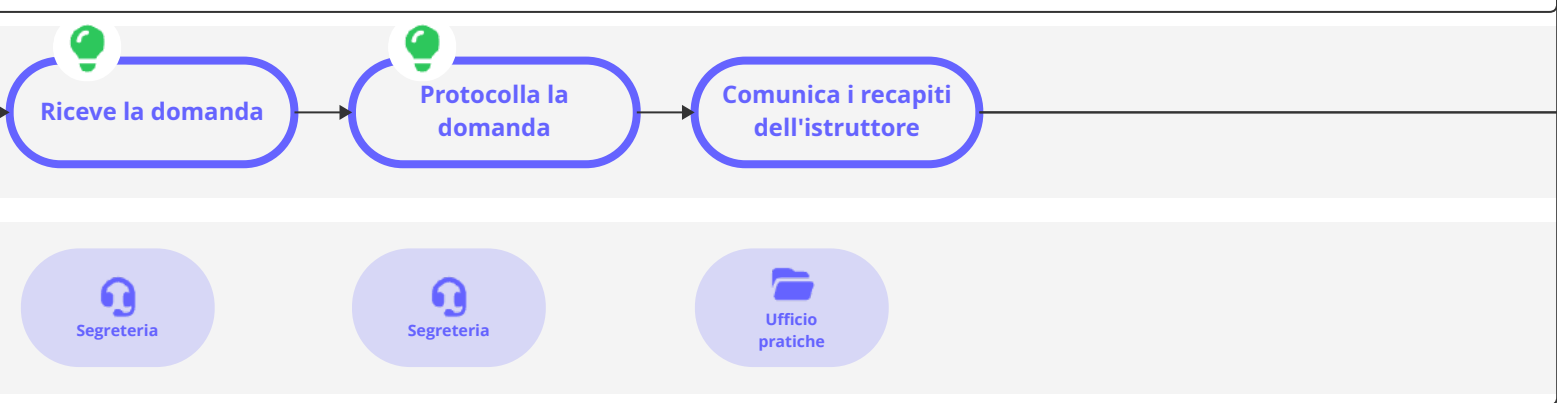 Riceve la domanda
Protocolla la
domanda
Comunica i recapiti
dell'istruttore
Segreteria
Segreteria
Ufficio
pratiche